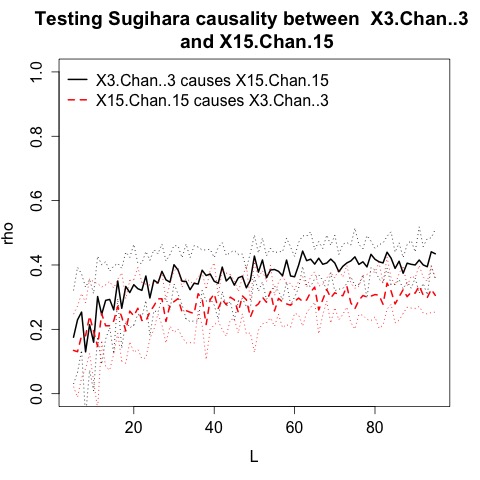 Testing Sugihara causality between  X3.Chan..3
and X15.Chan.15
X3.Chan..3 causes X15.Chan.15
X15.Chan.15 causes X3.Chan..3
1.0
0.8
0.6
rho
0.4
0.2
0.0
20 40 60 80
L